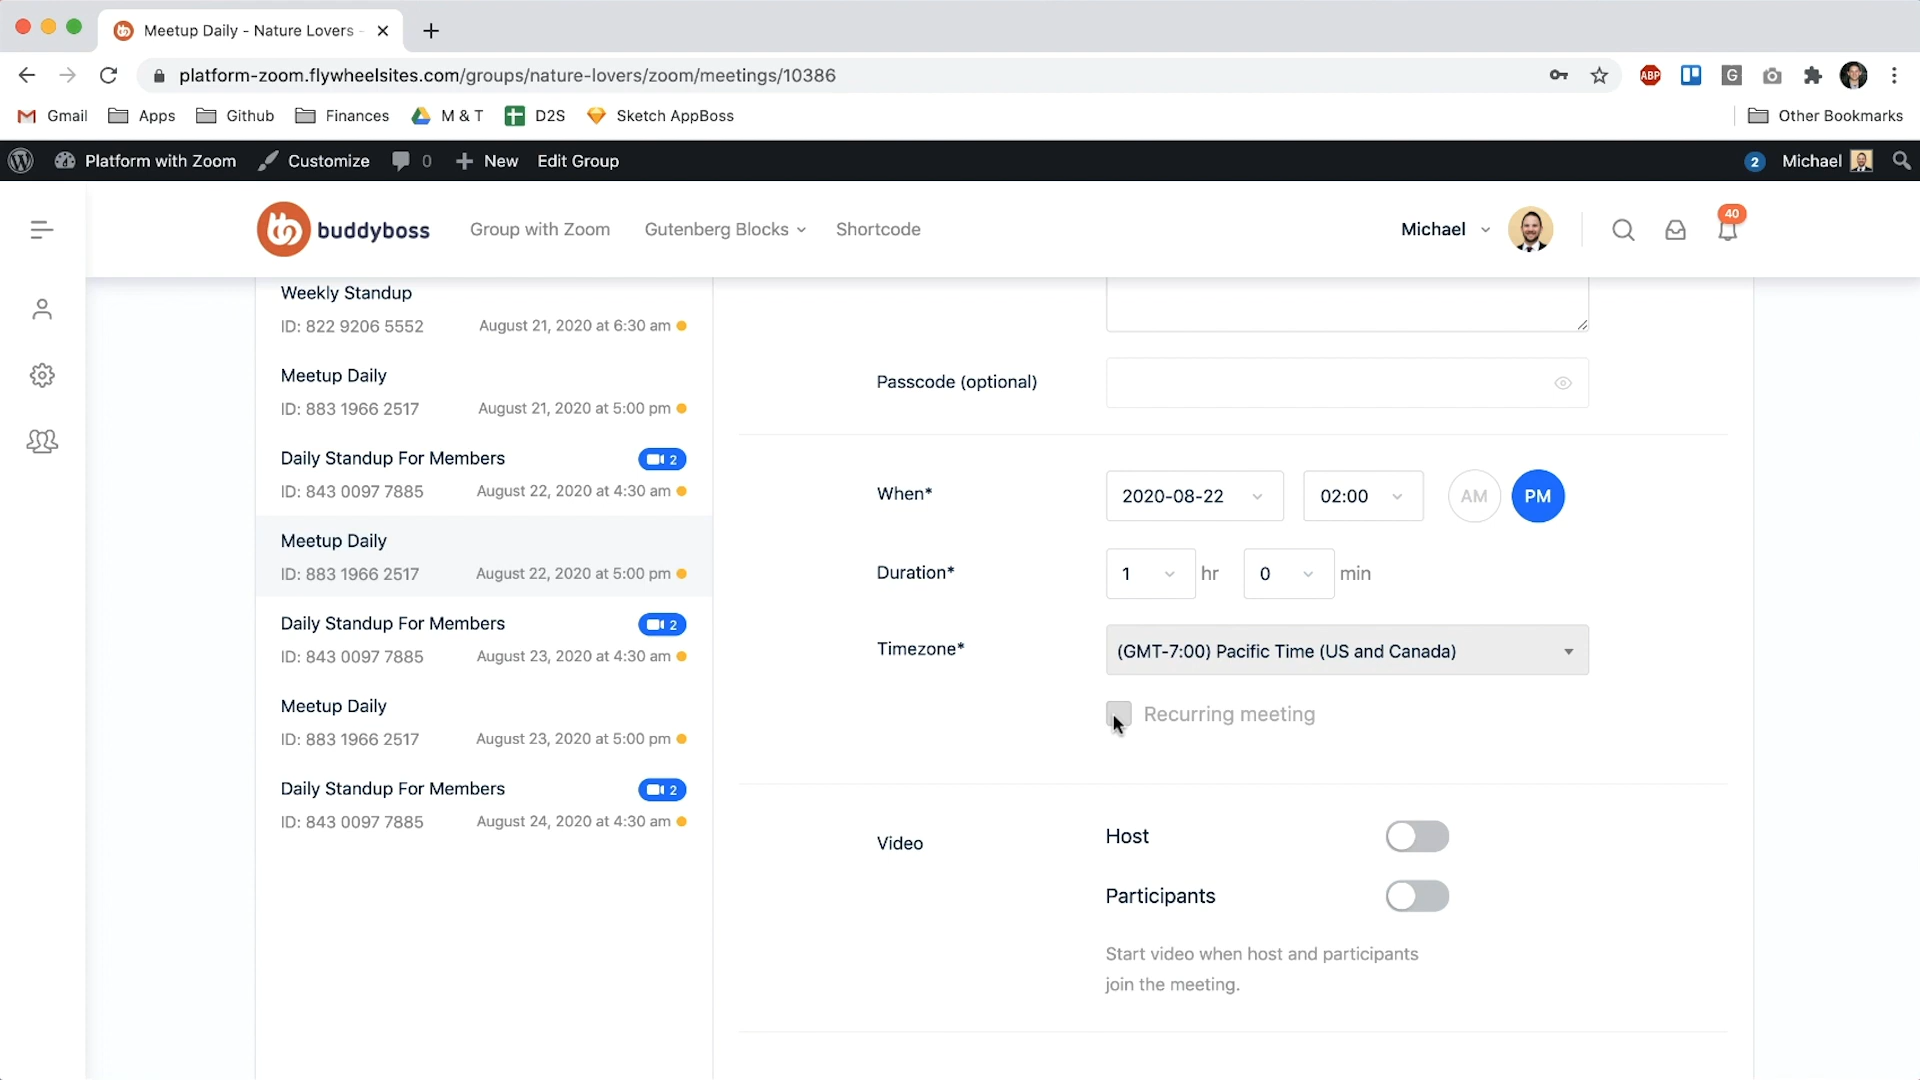 Meetup Daily - Nature Lovers -
platform-zoom.flywheelsites.com/groups/nature-lovers/zoom/meetings/10386
ABP
G
Gmail
Apps
Github
Finances
M & T
D2S
Sketch AppBoss
Other Bookmarks
Platform with Zoom
Customize
0
New
Edit Group
2
Michael
buddyboss
Group with Zoom
Gutenberg Blocks
Shortcode
Michael
40
Weekly Standup
ID: 822 9206 5552
August 21, 2020 at 6:30 am
Meetup Daily
ID: 883 1966 2517
August 21, 2020 at 5:00 pm
Daily Standup For Members
2
ID: 843 0097 7885
August 22, 2020 at 4:30 am
Meetup Daily
ID: 883 1966 2517
August 22, 2020 at 5:00 pm
Daily Standup For Members
2
ID: 843 0097 7885
August 23, 2020 at 4:30 am
Meetup Daily
ID: 883 1966 2517
August 23, 2020 at 5:00 pm
Daily Standup For Members
2
ID: 843 0097 7885
August 24, 2020 at 4:30 am
Passcode (optional)
When*
2020-08-22
02:00
AM
PM
Duration*
1
hr
0
min
Timezone*
(GMT-7:00) Pacific Time (US and Canada)
Recurring meeting
Video
Host
Participants
Start video when host and participants
join the meeting.